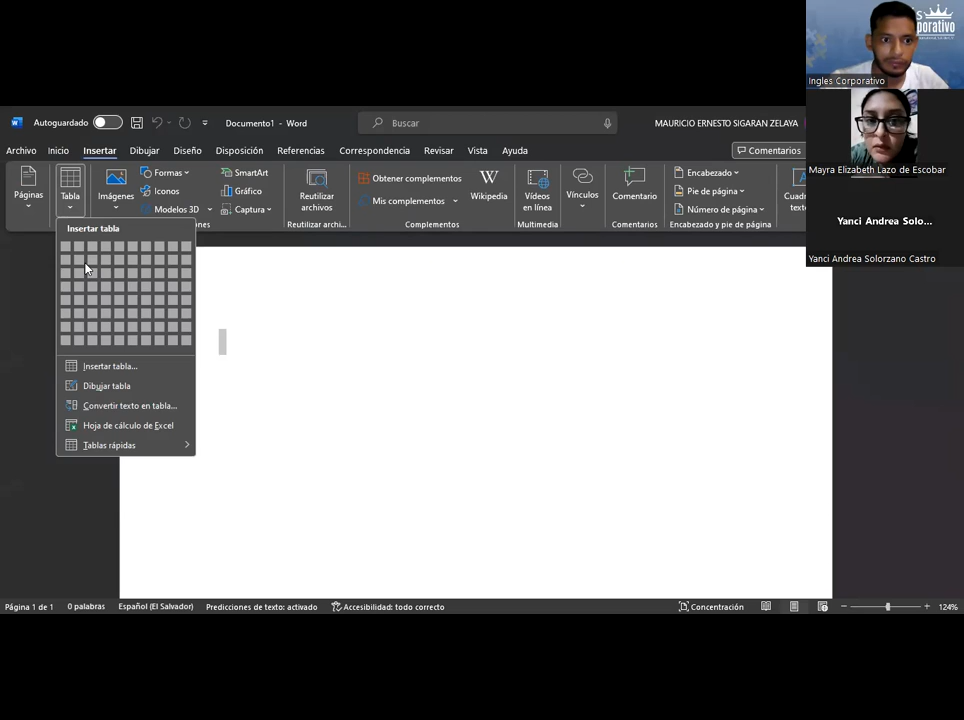 Autoguardado
Documento1 - Word
Buscar
MAURICIO ERNESTO SIGARAN ZELAYA
Archivo Inicio Insertar Dibujar Diseño Disposición Referencias Correspondencia Revisar Vista Ayuda
Comentarios
Páginas
Tabla
Imágenes
Formas
Iconos
Modelos 3D
SmartArt
Gráfico
Captura
Reutilizar
archivos
Reutilizar archi...
Obtener complementos
Mis complementos
Wikipedia
Complementos
Vídeos
en línea
Multimedia
Vínculos
Comentario
Comentarios
Encabezado
Pie de página
Número de página
Encabezado y pie de página
Cuadro
Insertar tabla
Insertar tabla...
Dibujar tabla
Convertir texto en tabla...
Hoja de cálculo de Excel
Tablas rápidas
Página 1 de 1
0 palabras
Español (El Salvador)
Predicciones de texto: activado
Accesibilidad: todo correcto
Concentración
124%
Ingles Corporativo
Mayra Elizabeth Lazo de Escobar
Yanci Andrea Solo...
Yanci Andrea Solorzano Castro